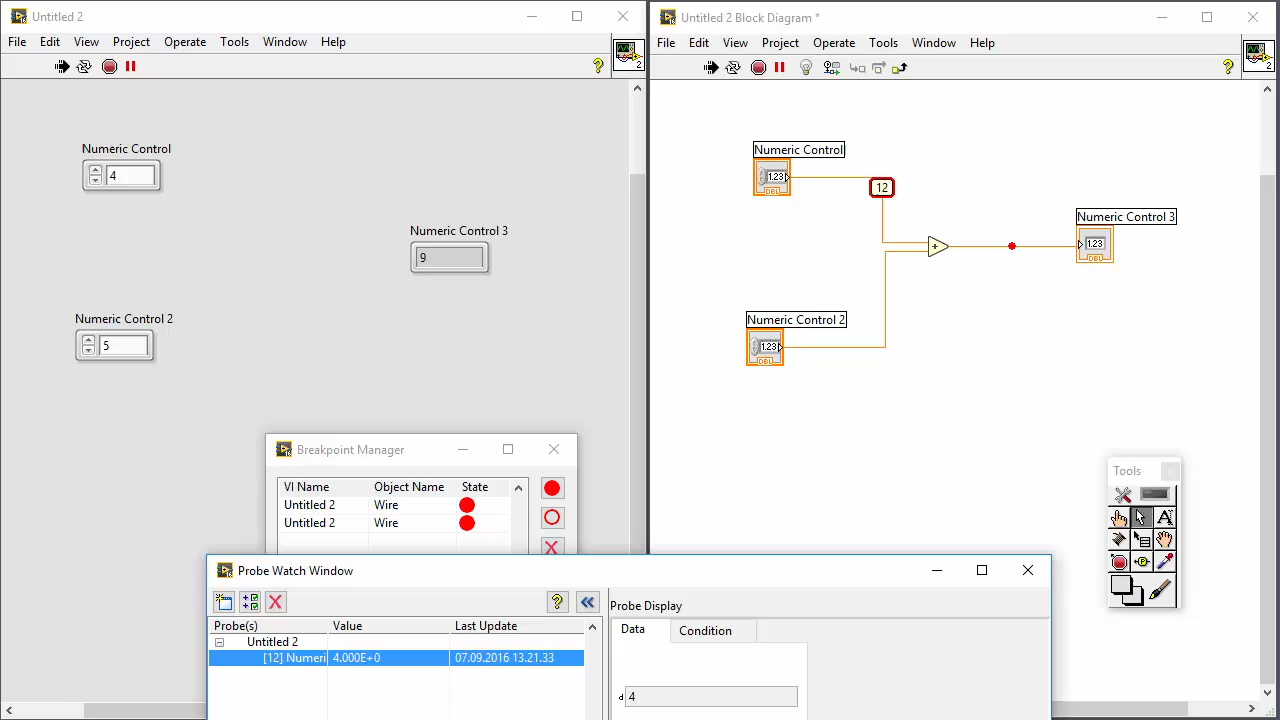 Untitled 2
File Edit View Project Operate Tools Window Help
2
Numeric Control
4
Numeric Control 3
9
Numeric Control 2
5
Untitled 2 Block Diagram *
File Edit View Project Operate Tools Window Help
2
Numeric Control
1.23
DBL
12
Numeric Control 3
1.23
DBL
Numeric Control 2
1.23
DBL
Tools
Breakpoint Manager
VI Name Object Name State
Untitled 2 Wire
Untitled 2 Wire
Probe Watch Window
Probe(s) Value Last Update
Untitled 2
[12] Numeri 4.000E+0 07.09.2016 13.21.33
Probe Display
Data Condition
4